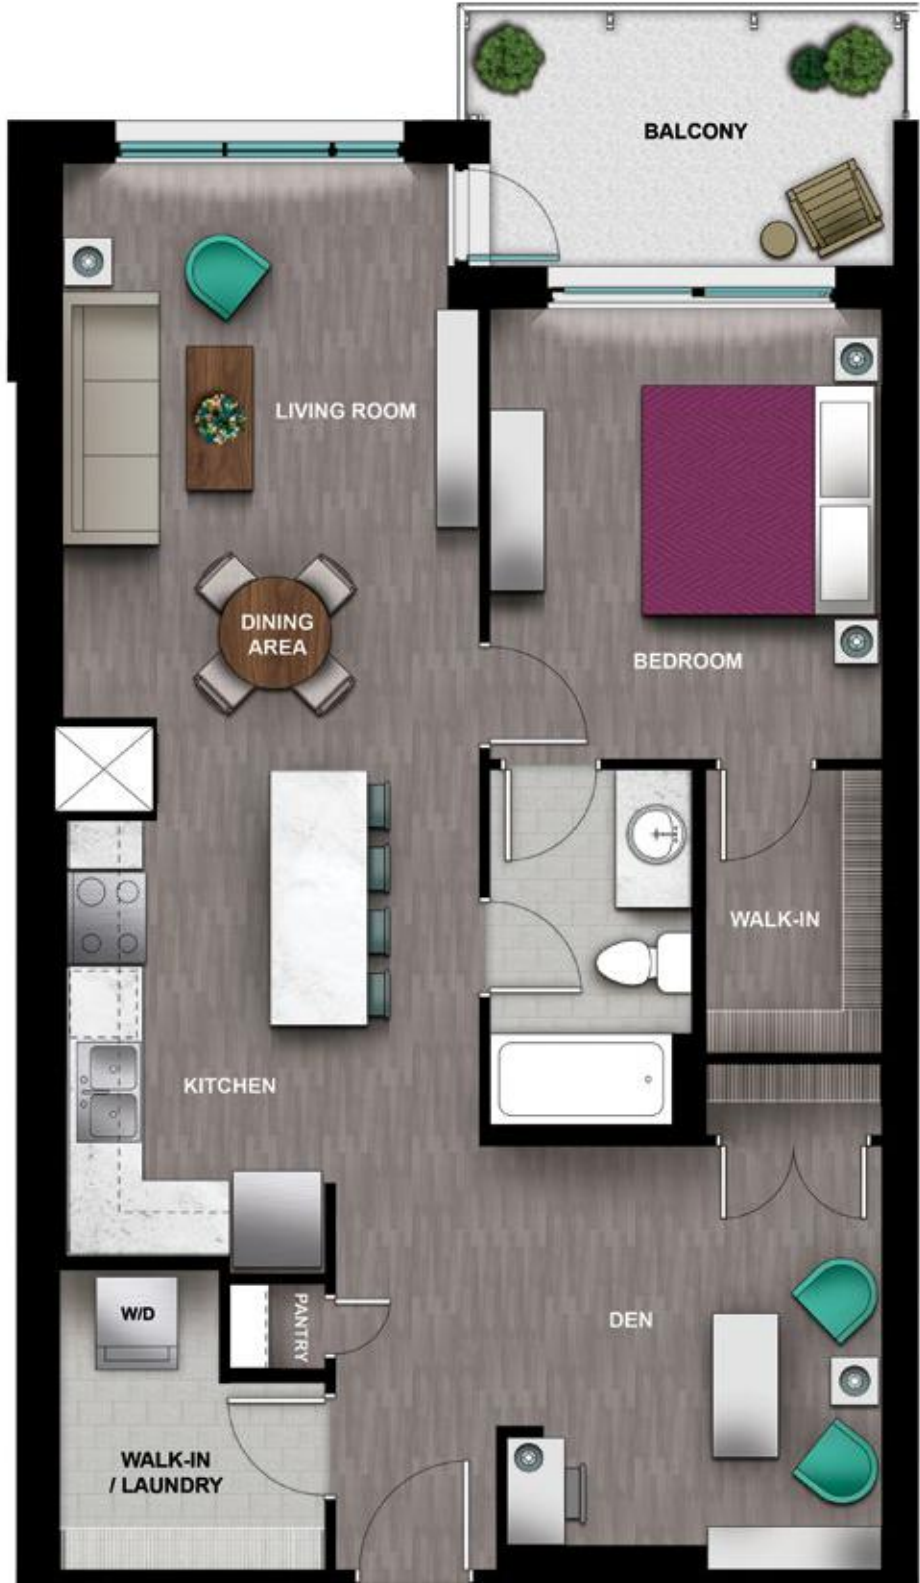 BALCONY
LIVING ROOM
DINING
AREA
BEDROOM
WALK-IN
KITCHEN
W/D
PANTRY
DEN
WALK-IN
/ LAUNDRY